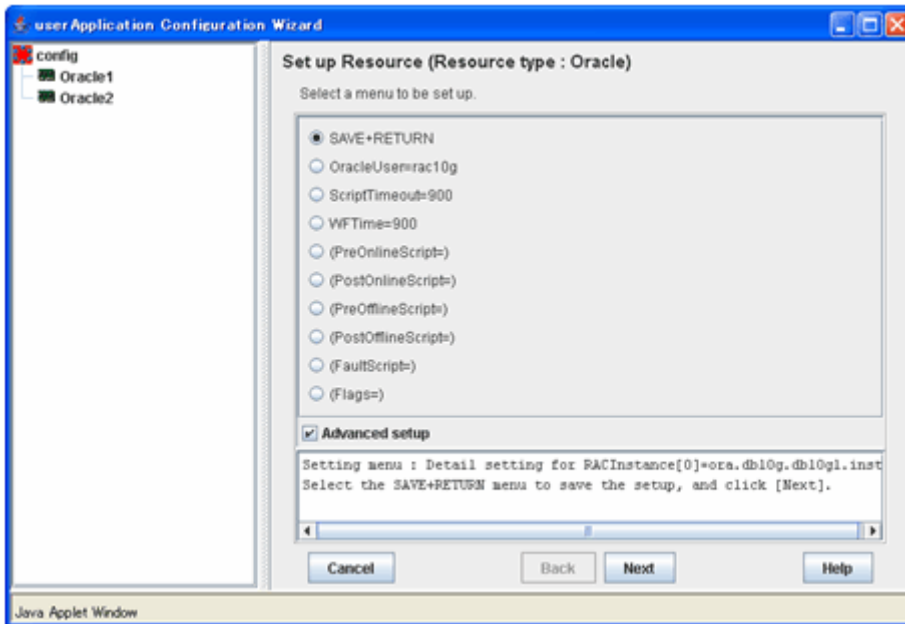 userApplication Configuration Wizard
config
Oracle1
Oracle2
Set up Resource (Resource type : Oracle)
Select a menu to be set up.
SAVE+RETURN
OracleUser=rac10g
ScriptTimeout=900
WFTime=900
(PreOnlineScript=)
(PostOnlineScript=)
(PreOfflineScript=)
(PostOfflineScript=)
(FaultScript=)
(Flags=)
Advanced setup
Setting menu : Detail setting for RACInstance[0]=ora.db10g.db10g1.inst
Select the SAVE+RETURN menu to save the setup, and click [Next].
Cancel
Back
Next
Help
Java Applet Window